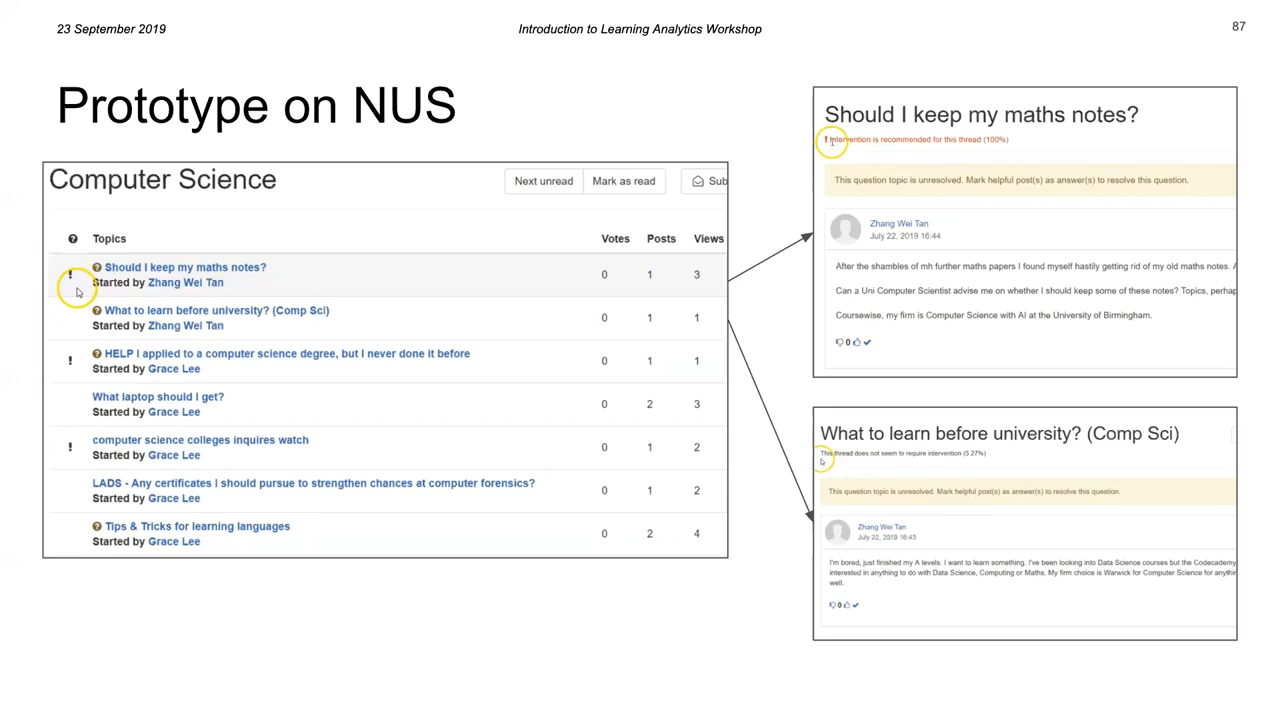 23 September 2019
Introduction to Learning Analytics Workshop
87
Prototype on NUS
Computer Science
Next unread
Mark as read
Sub
Topics
Votes
Posts
Views
! Should I keep my maths notes?
Started by Zhang Wei Tan
0 1 3
What to learn before university? (Comp Sci)
Started by Zhang Wei Tan
0 1 1
! HELP I applied to a computer science degree, but I never done it before
Started by Grace Lee
0 1 1
What laptop should I get?
Started by Grace Lee
0 2 3
! computer science colleges inquires watch
Started by Grace Lee
0 1 2
LADS - Any certificates I should pursue to strengthen chances at computer forensics?
Started by Grace Lee
0 1 2
Tips & Tricks for learning languages
Started by Grace Lee
0 2 4
Should I keep my maths notes?
! Intervention is recommended for this thread (100%)
This question topic is unresolved. Mark helpful post(s) as answer(s) to resolve this question.
Zhang Wei Tan
July 22, 2019 16:44
After the shambles of mh further maths papers I found myself hastily getting rid of my old maths notes.
Can a Uni Computer Scientist advise me on whether I should keep some of these notes? Topics, perhap
Coursewise, my firm is Computer Science with AI at the University of Birmingham.
0
What to learn before university? (Comp Sci)
This thread does not seem to require intervention (5.27%)
This question topic is unresolved. Mark helpful post(s) as answer(s) to resolve this question.
Zhang Wei Tan
July 22, 2019 16:43
I'm bored, just finished my A levels. I want to learn something. I've been looking into Data Science courses but the Codecademy
interested in anything to do with Data Science, Computing or Maths. My firm choice is Warwick for Computer Science for anythin
well.
0